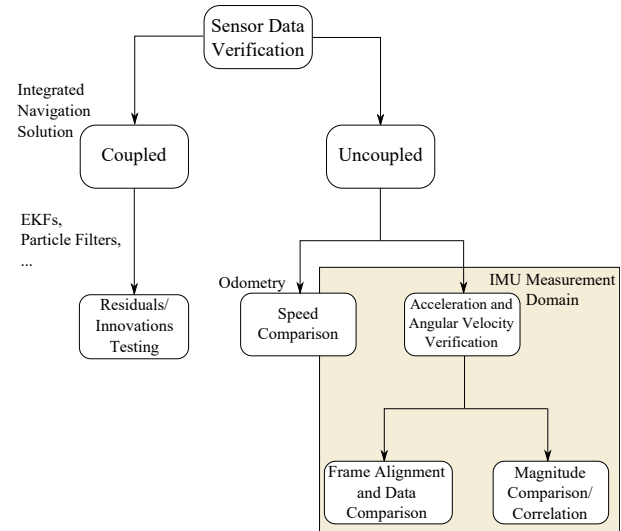 Sensor Data
Verification
Integrated
Navigation
Solution
Coupled
Uncoupled
EKFs,
Particle Filters,
...
Odometry
IMU Measurement
Domain
Residuals/
Innovations
Testing
Speed
Comparison
Acceleration and
Angular Velocity
Verification
Frame Alignment
and Data
Comparison
Magnitude
Comparison/
Correlation